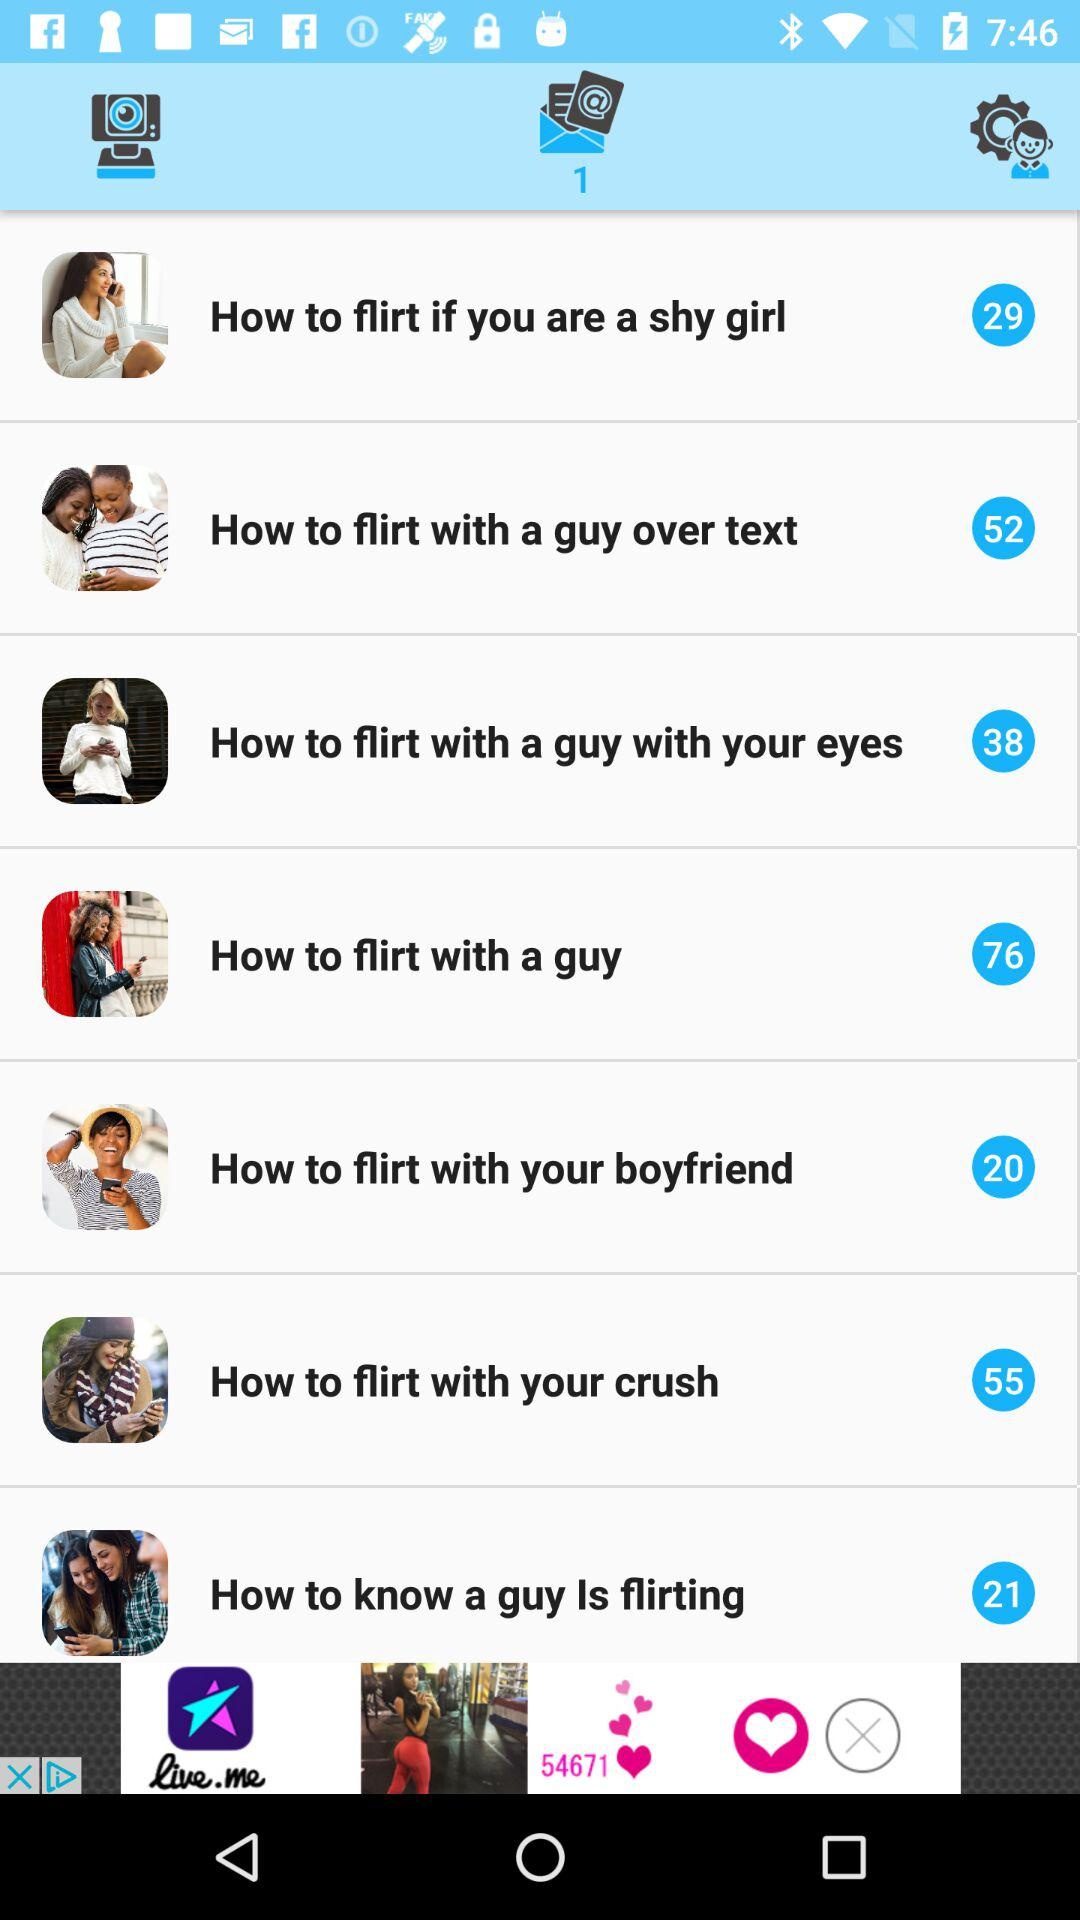 FAKE
7:46
1
How to flirt if you are a shy girl 29
How to flirt with a guy over text 52
How to flirt with a guy with your eyes 38
How to flirt with a guy 76
How to flirt with your boyfriend 20
How to flirt with your crush 55
How to know a guy Is flirting 21
live.me
54671